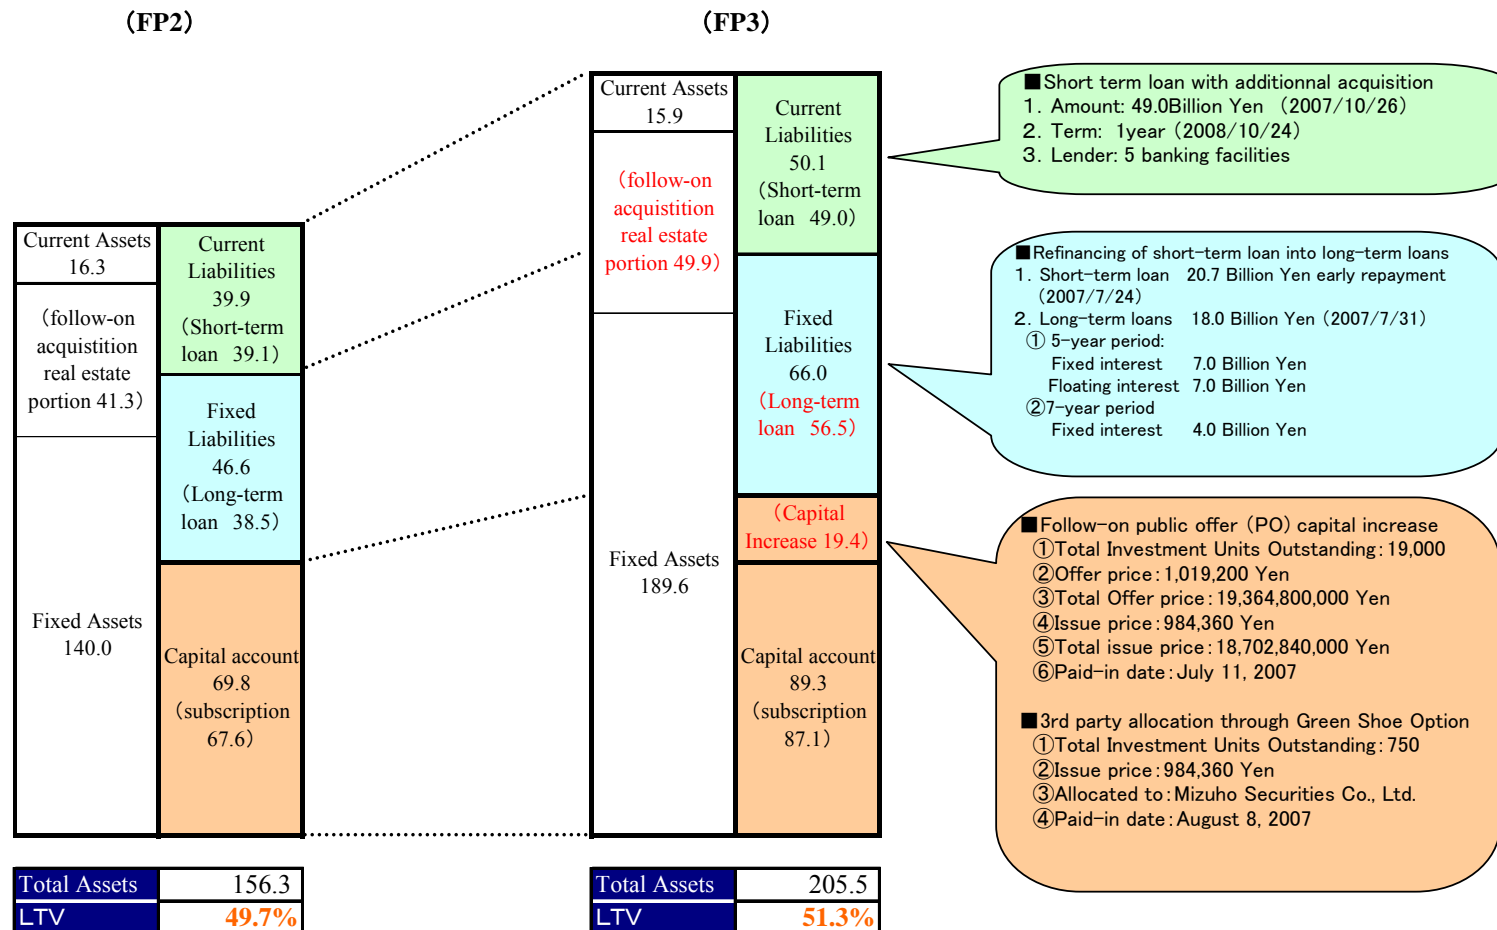 (FP2)
Current Assets
16.3
(follow-on
acquistition
real estate
portion 41.3)
Fixed Assets
140.0
Current
Liabilities
39.9
(Short-term
loan 39.1)
Fixed
Liabilities
46.6
(Long-term
loan 38.5)
Capital account
69.8
(subscription
67.6)
Total Assets 156.3
LTV 49.7%
(FP3)
Current Assets
15.9
(follow-on
acquistition
real estate
portion 49.9)
Fixed Assets
189.6
Current
Liabilities
50.1
(Short-term
loan 49.0)
Fixed
Liabilities
66.0
(Long-term
loan 56.5)
(Capital
Increase 19.4)
Capital account
89.3
(subscription
87.1)
Total Assets 205.5
LTV 51.3%
■Short term loan with additionnal acquisition
1. Amount: 49.0Billion Yen (2007/10/26)
2. Term: 1year (2008/10/24)
3. Lender: 5 banking facilities
■Refinancing of short-term loan into long-term loans
1. Short-term loan 20.7 Billion Yen early repayment
(2007/7/24)
2. Long-term loans 18.0 Billion Yen (2007/7/31)
① 5-year period:
Fixed interest 7.0 Billion Yen
Floating interest 7.0 Billion Yen
②7-year period
Fixed interest 4.0 Billion Yen
■Follow-on public offer (PO) capital increase
①Total Investment Units Outstanding:19,000
②Offer price:1,019,200 Yen
③Total Offer price:19,364,800,000 Yen
④Issue price:984,360 Yen
⑤Total issue price:18,702,840,000 Yen
⑥Paid-in date:July 11, 2007
■3rd party allocation through Green Shoe Option
①Total Investment Units Outstanding:750
②Issue price:984,360 Yen
③Allocated to:Mizuho Securities Co., Ltd.
④Paid-in date:August 8, 2007